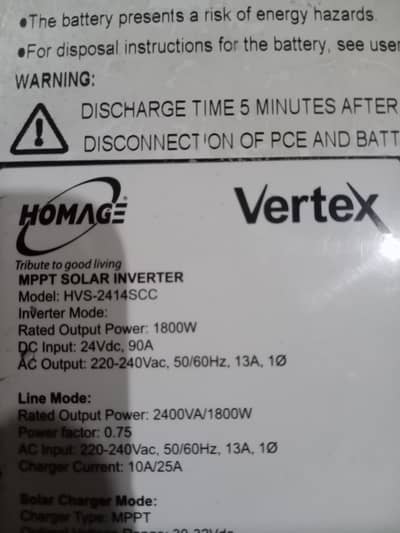 •The battery presents a risk of energy hazards
•For disposal instructions for the battery, see user
WARNING:
DISCHARGE TIME 5 MINUTES AFTER
DISCONNECTION OF PCE AND BATT
HOMAGE
Vertex
Tribute to good living
MPPT SOLAR INVERTER
Model: HVS-2414SCC
Inverter Mode:
Rated Output Power: 1800W
DC Input: 24Vdc, 90A
AC Output: 220-240Vac, 50/60Hz, 13A, 1Ø
Line Mode:
Rated Output Power: 2400VA/1800W
Power factor: 0.75
AC Input: 220-240Vac, 50/60Hz, 13A, 1Ø
Charger Current: 10A/25A
Solar Charger Mode:
Charger Type: MPPT